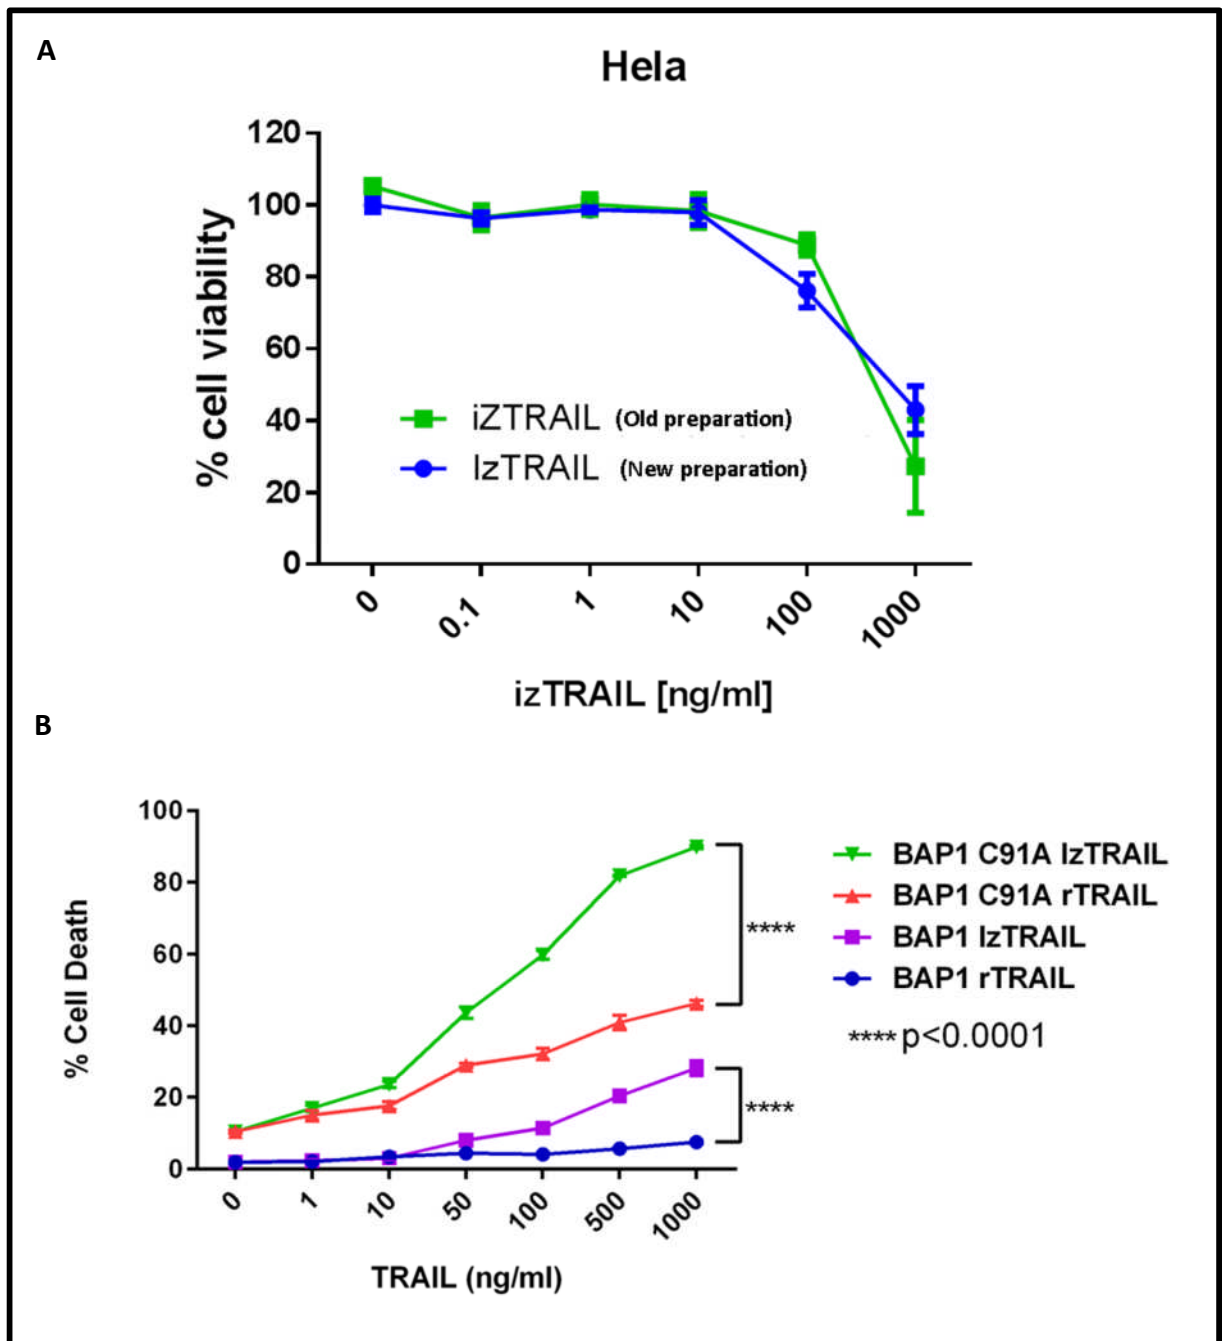 A
Hela
120
100
80
60
40
20
0
% cell viability
iZTRAIL (Old preparation)
IzTRAIL (New preparation)
0 0.1 1 10 100 1000
izTRAIL [ng/ml]
B
100
80
60
40
20
0
% Cell Death
BAP1 C91A IzTRAIL
BAP1 C91A rTRAIL
BAP1 IzTRAIL
BAP1 rTRAIL
****p<0.0001
****
****
0 1 10 50 100 500 1000
TRAIL (ng/ml)